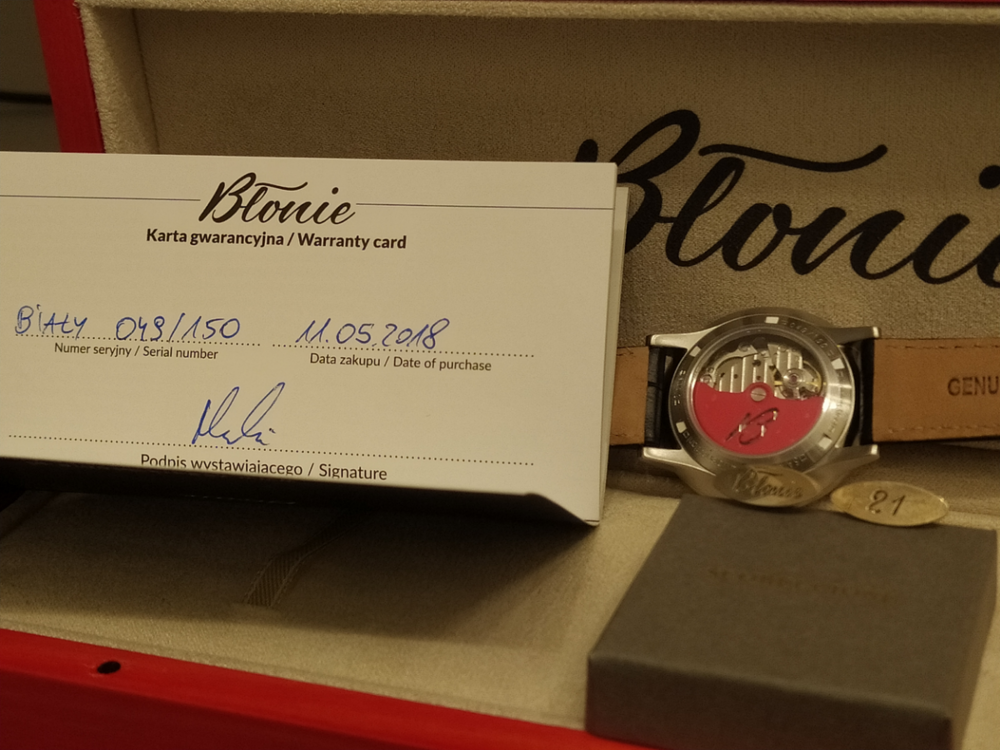 Błonie
Karta gwarancyjna / Warranty card
BiAŁY 049/150 11.05.2018
Numer seryjny / Serial number Data zakupu / Date of purchase
Podpis wystawiającego / Signature
Błonie
GENU
B
Błonie
21